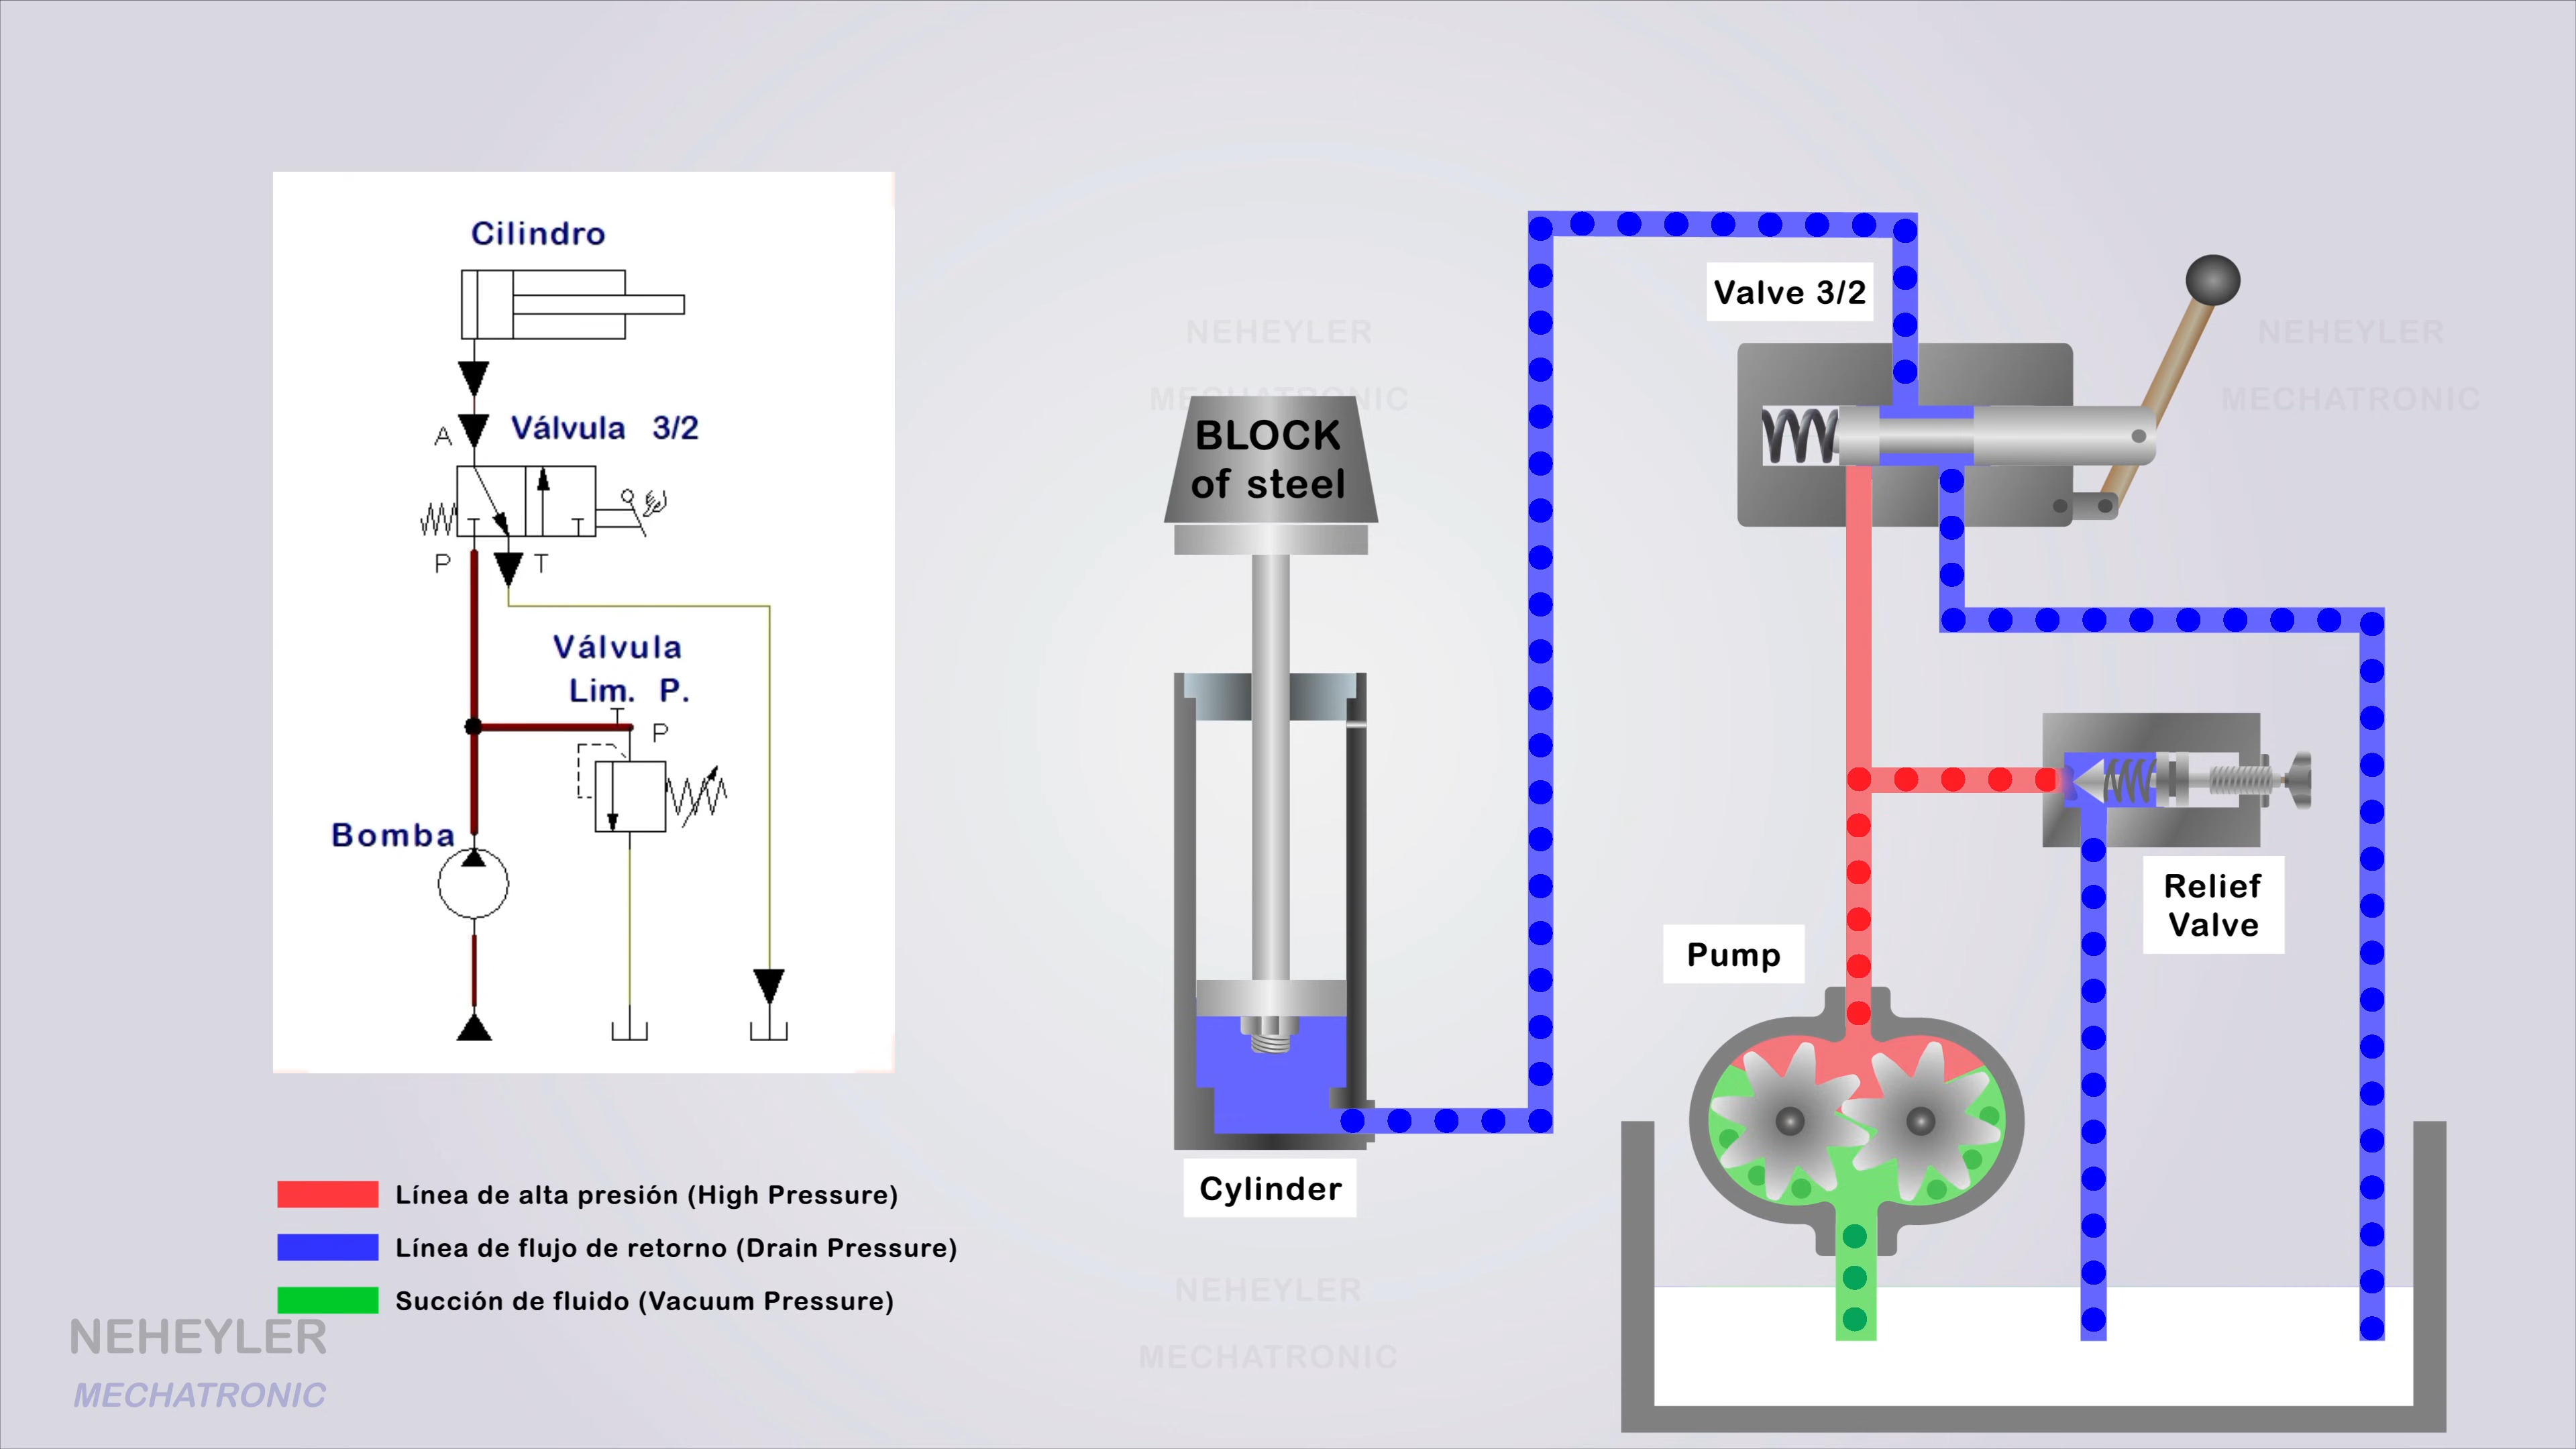 Cilindro
A
Válvula 3/2
T
T
P
T
Válvula
Lim. P.
T
P
Bomba
Línea de alta presión (High Pressure)
Línea de flujo de retorno (Drain Pressure)
Succión de fluido (Vacuum Pressure)
NEHEYLER
MECHATRONIC
NEHEYLER
MECHATRONIC
BLOCK
of steel
Cylinder
NEHEYLER
MECHATRONIC
Valve 3/2
NEHEYLER
MECHATRONIC
Relief
Valve
Pump